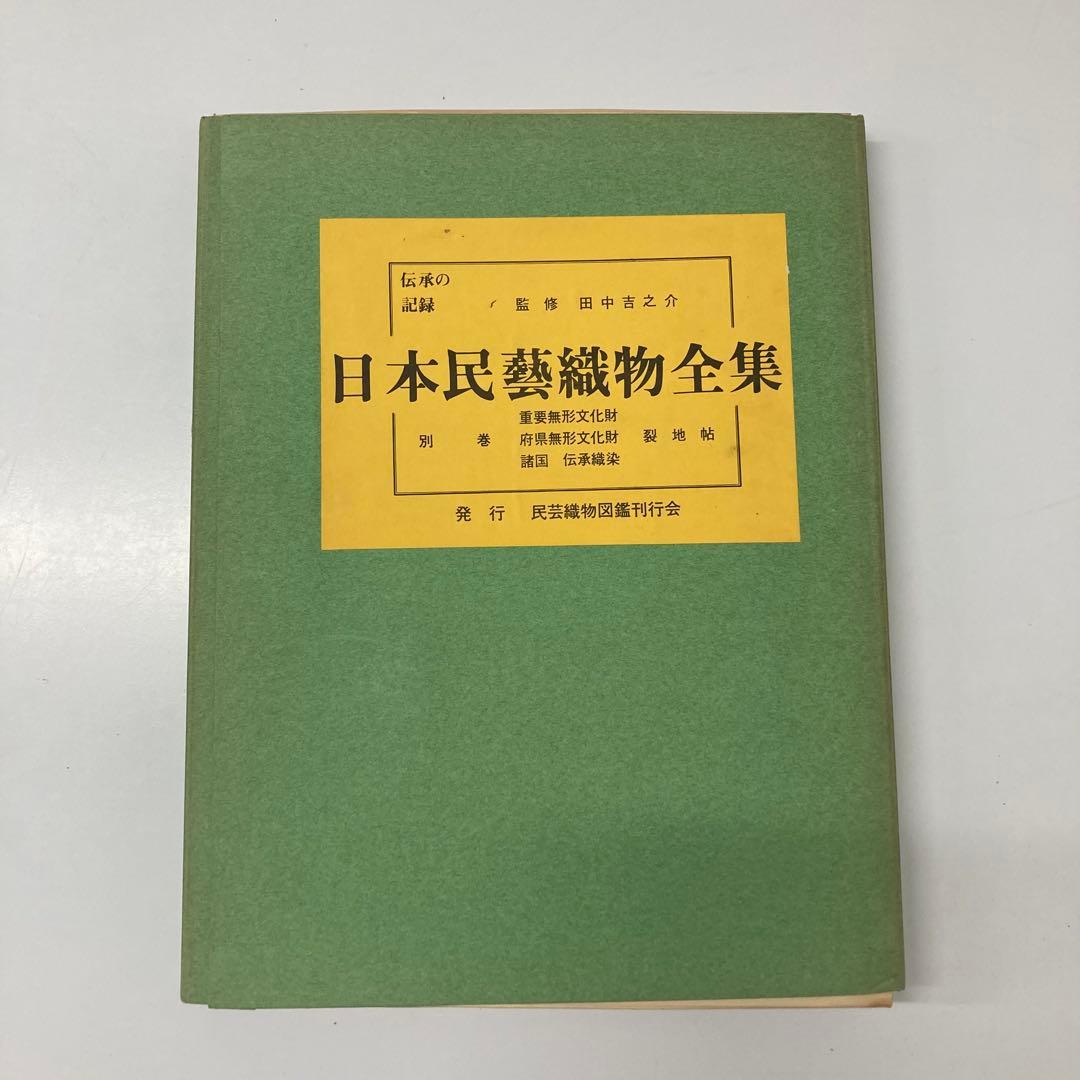 伝承の
記録
監修 田中吉之介
日本民藝織物全集
別巻
重要無形文化財
府県無形文化財
諸国 伝承織染
裂地帖
発行 民芸織物図鑑刊行会